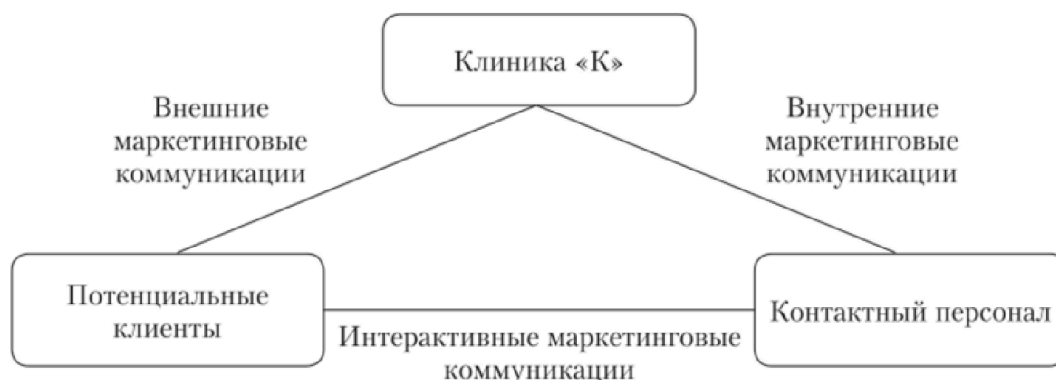 Клиника «К»
Внешние
маркетинговые
коммуникации
Внутренние
маркетинговые
коммуникации
Потенциальные
клиенты
Контактный персонал
Интерактивные маркетинговые
коммуникации